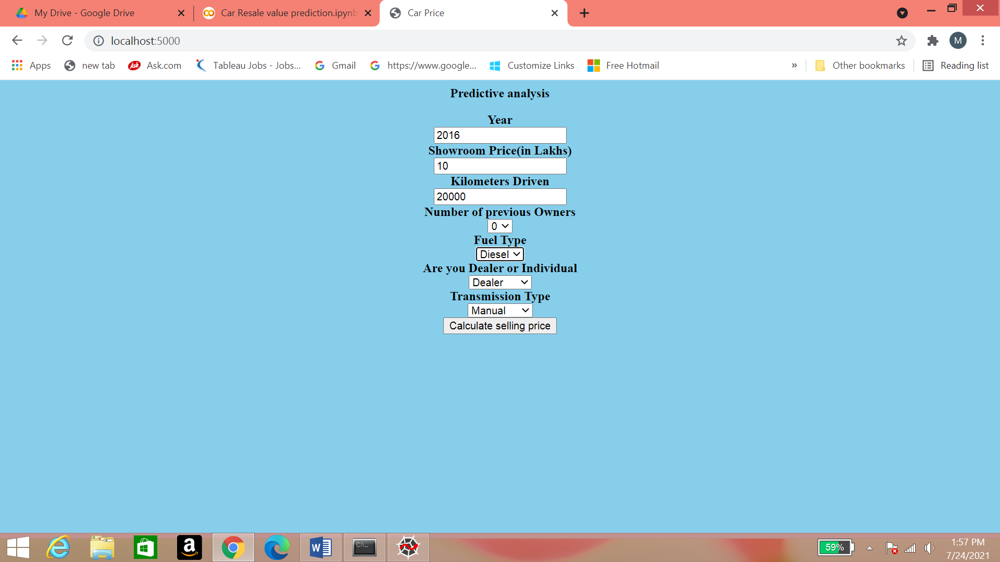 My Drive - Google Drive
Car Resale value prediction.ipynb
Car Price
localhost:5000
M
Apps
new tab
Ask
Ask.com
Tableau Jobs - Jobs...
Gmail
https://www.google...
Customize Links
Free Hotmail
»
Other bookmarks
Reading list
Predictive analysis
Year
2016
Showroom Price(in Lakhs)
10
Kilometers Driven
20000
Number of previous Owners
0
Fuel Type
Diesel
Are you Dealer or Individual
Dealer
Transmission Type
Manual
Calculate selling price
59%
1:57 PM
7/24/2021